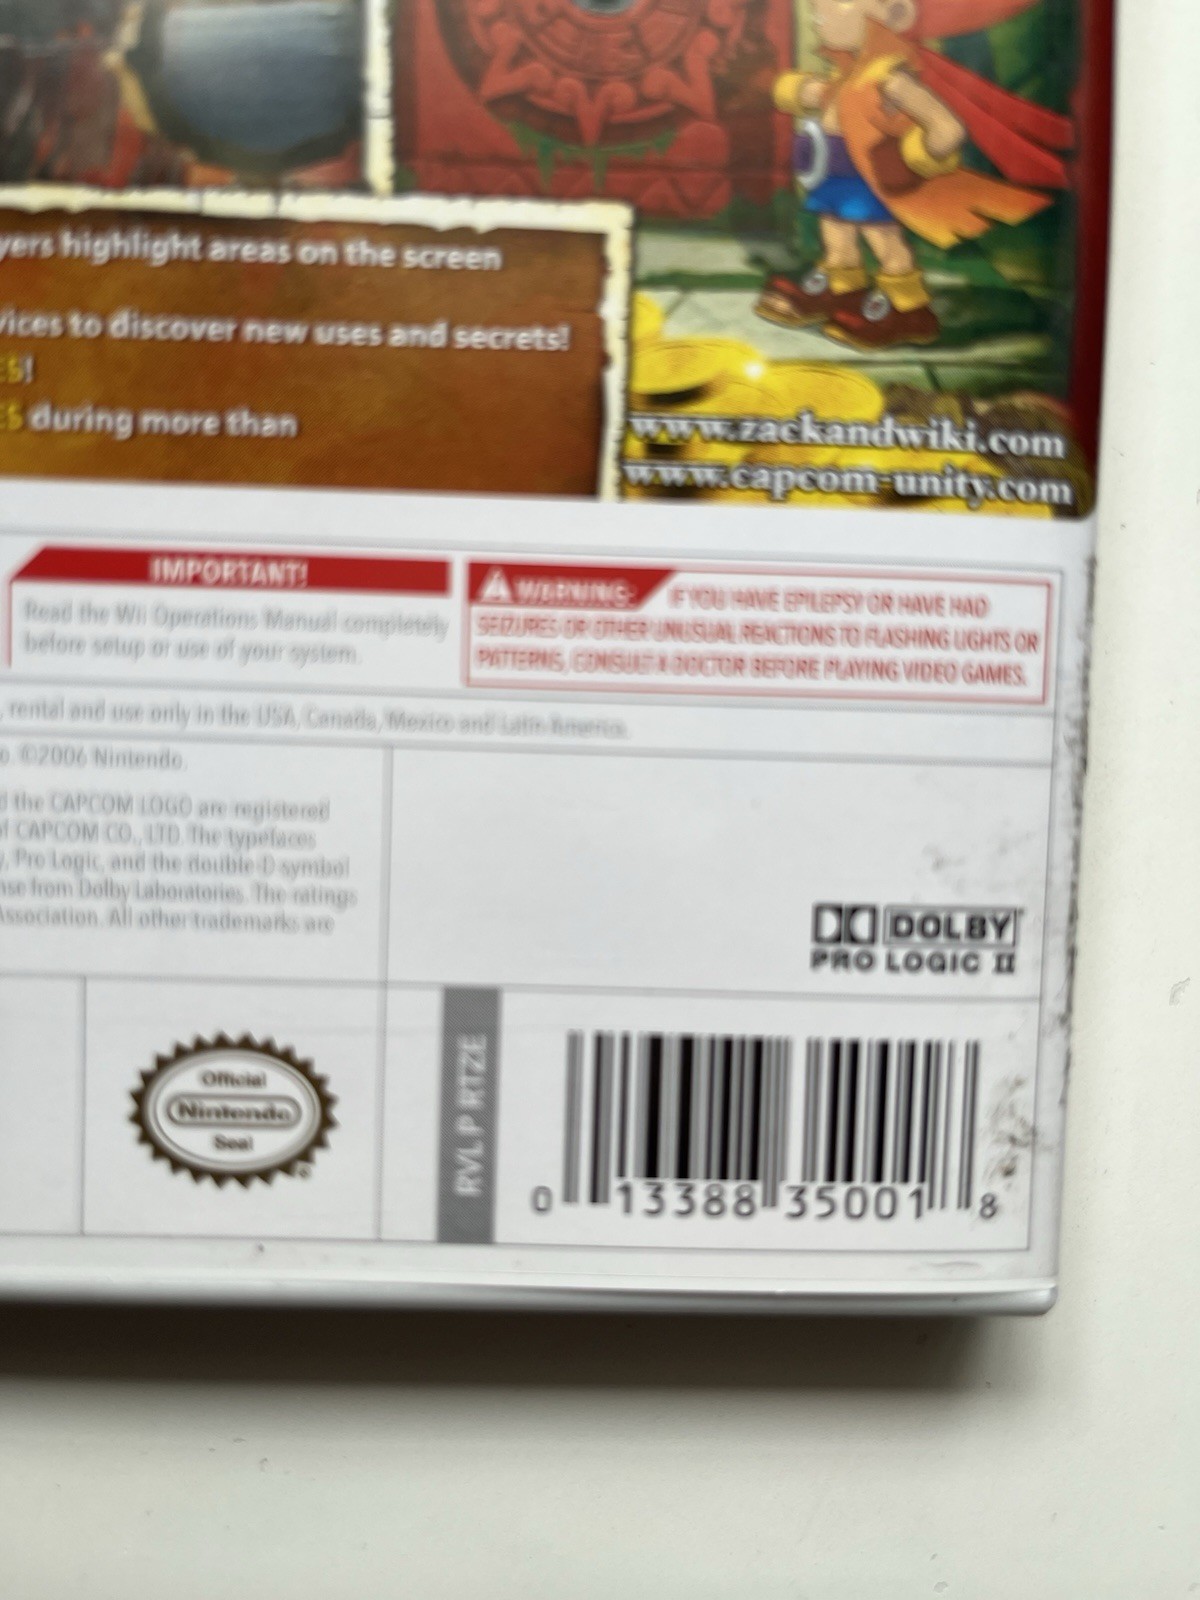 yers highlight areas on the screen
vices to discover new uses and secrets!
ES!
ES during more than
www.zackandwiki.com
www.capcom-unity.com
IMPORTANT!
Read the Wii Operations Manual completely
before setup or use of your system.
WARNING: IF YOU HAVE EPILEPSY OR HAVE HAD
SEIZURES OR OTHER UNUSUAL REACTIONS TO FLASHING LIGHTS OR
PATTERNS, CONSULT A DOCTOR BEFORE PLAYING VIDEO GAMES.
, rental and use only in the USA, Canada, Mexico and Latin America.
o. ©2006 Nintendo.
d the CAPCOM LOGO are registered
of CAPCOM CO., LTD. The typefaces
y, Pro Logic, and the double-D symbol
nse from Dolby Laboratories. The ratings
Association. All other trademarks are
DOLBY
PRO LOGIC II
Official
Nintendo
Seal
RVL P RTZE
0 13388 35001 8